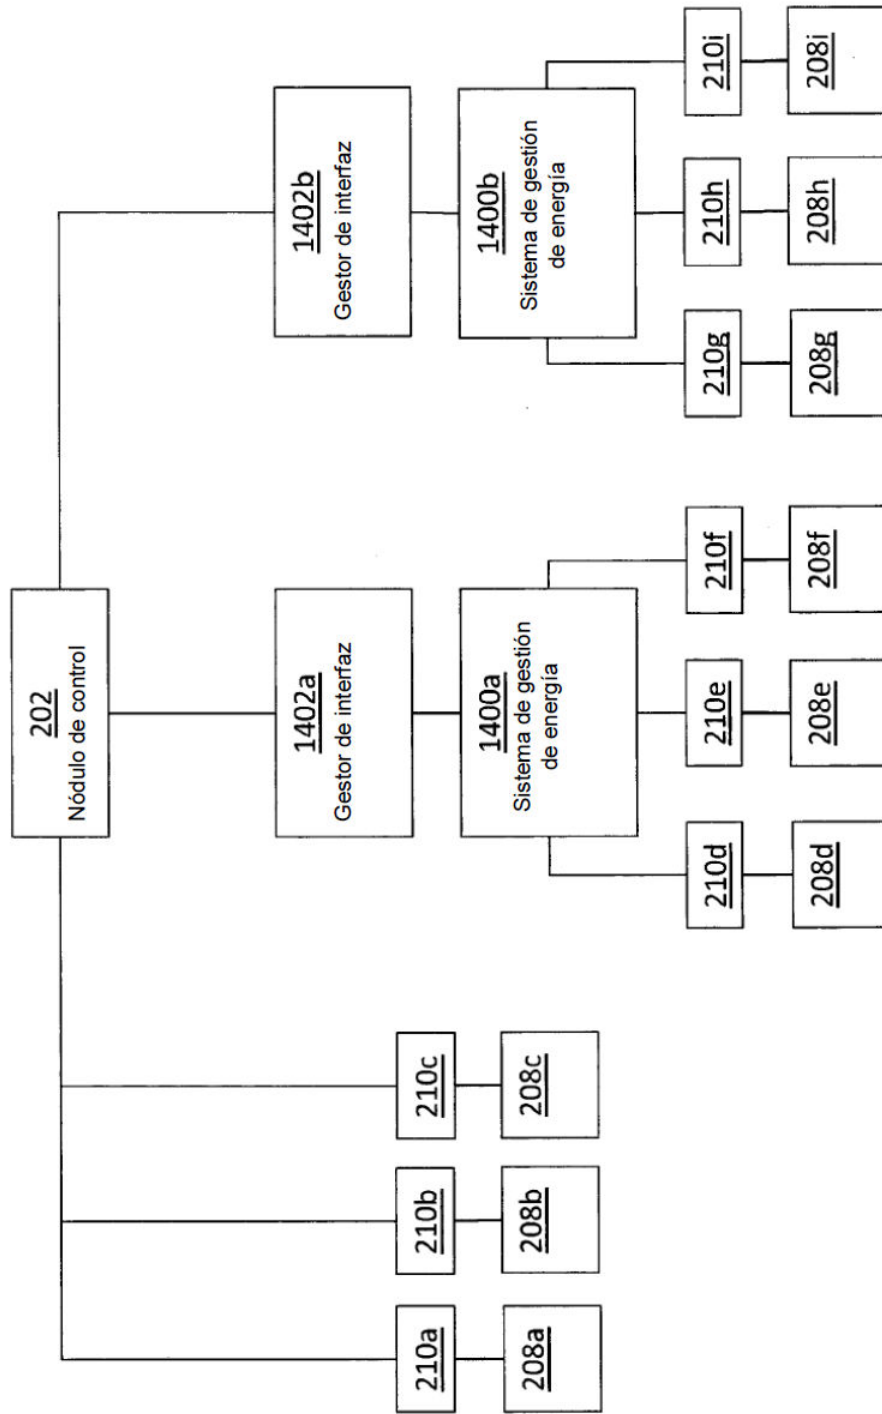 202
Nódulo de control
1402a
Gestor de interfaz
1402b
Gestor de interfaz
210a
210b
210c
1400a
Sistema de gestión
de energía
1400b
Sistema de gestión
de energía
208a
208b
208c
210d
210e
210f
210g
210h
210i
208d
208e
208f
208g
208h
208i